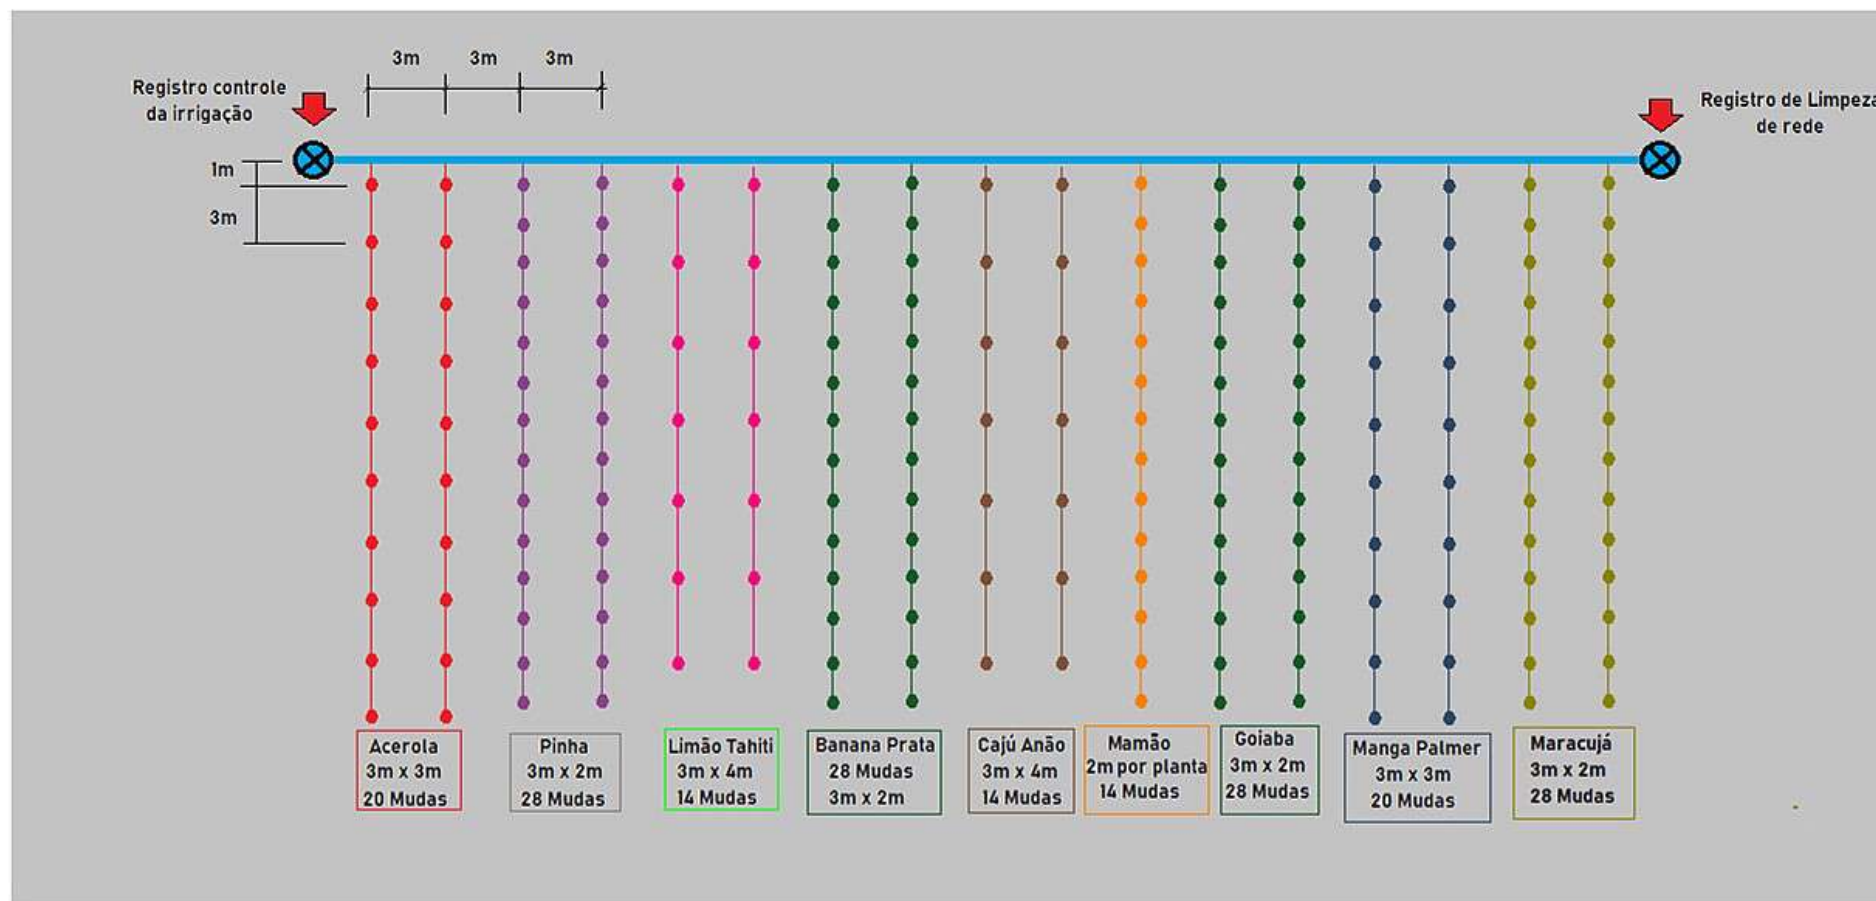 3m
3m
3m
Registro controle
da irrigação
Registro de Limpeza
de rede
1m
3m
Acerola
3m x 3m
20 Mudas
Pinha
3m x 2m
28 Mudas
Limão Tahiti
3m x 4m
14 Mudas
Banana Prata
28 Mudas
3m x 2m
Cajú Anão
3m x 4m
14 Mudas
Mamão
2m por planta
14 Mudas
Goiaba
3m x 2m
28 Mudas
Manga Palmer
3m x 3m
20 Mudas
Maracujá
3m x 2m
28 Mudas